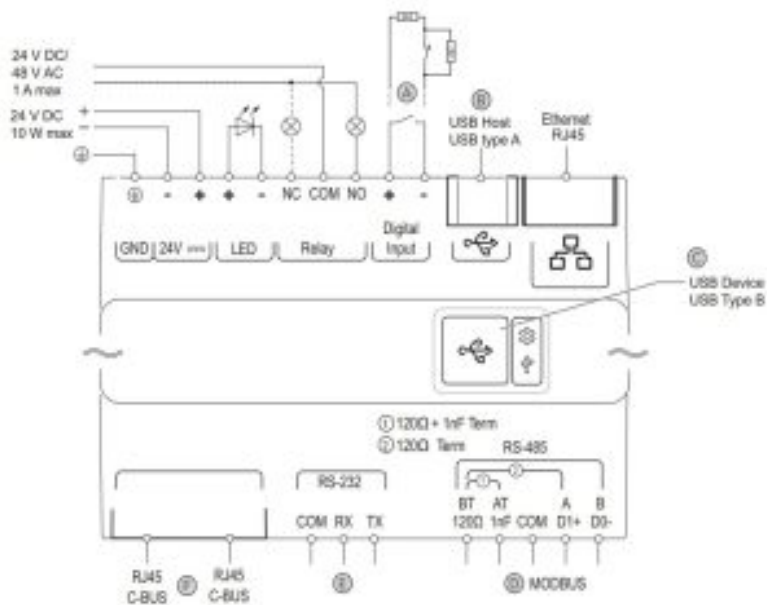 24 V DC/
48 V AC
1 A max
24 V DC +
10 W max −
A
B
USB Host
USB type A
Ethernet
RJ45
- + + - NC COM NO + -
GND 24V LED Relay Digital
Input
C
USB Device
USB Type B
1 120Ω + 1nF Term
2 120Ω Term
RS-485
2
1
RS-232
BT AT A B
COM RX TX 120Ω 1nF COM D1+ D0-
RJ45
C-BUS
F
RJ45
C-BUS
E
D MODBUS